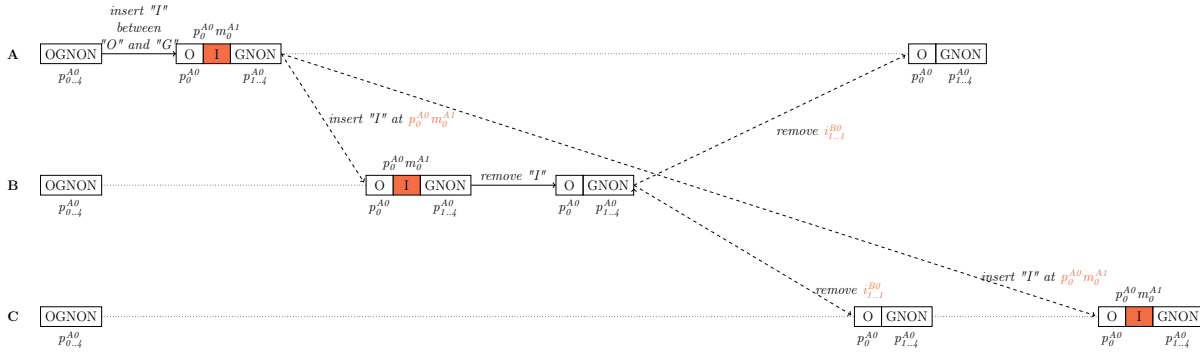 insert "I"
between
"O" and "G"
p_0^{A0} m_0^{A1}
A OGNON O I GNON O GNON
p_{0..4}^{A0} p_0^{A0} p_{1..4}^{A0} p_0^{A0} p_{1..4}^{A0}
insert "I" at p_0^{A0} m_0^{A1}
remove i_{1..1}^{B0}
p_0^{A0} m_0^{A1}
remove "I"
B OGNON O I GNON O GNON
p_{0..4}^{A0} p_0^{A0} p_{1..4}^{A0} p_0^{A0} p_{1..4}^{A0}
insert "I" at p_0^{A0} m_0^{A1}
remove i_{1..1}^{B0}
p_0^{A0} m_0^{A1}
C OGNON O GNON O I GNON
p_{0..4}^{A0} p_0^{A0} p_{1..4}^{A0} p_0^{A0} p_{1..4}^{A0}